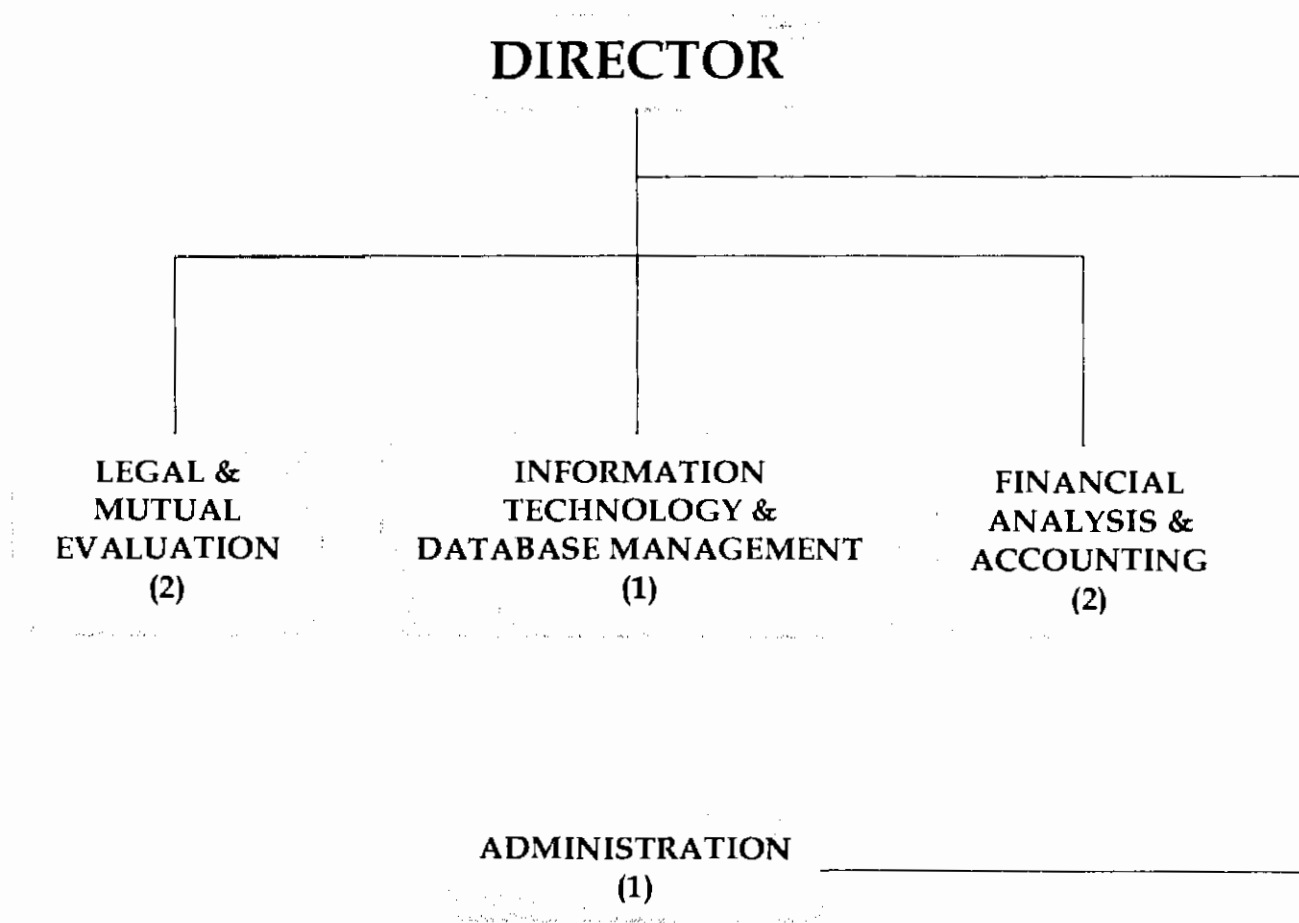 DIRECTOR
LEGAL &
MUTUAL
EVALUATION
(2)
INFORMATION
TECHNOLOGY &
DATABASE MANAGEMENT
(1)
FINANCIAL
ANALYSIS &
ACCOUNTING
(2)
ADMINISTRATION
(1)